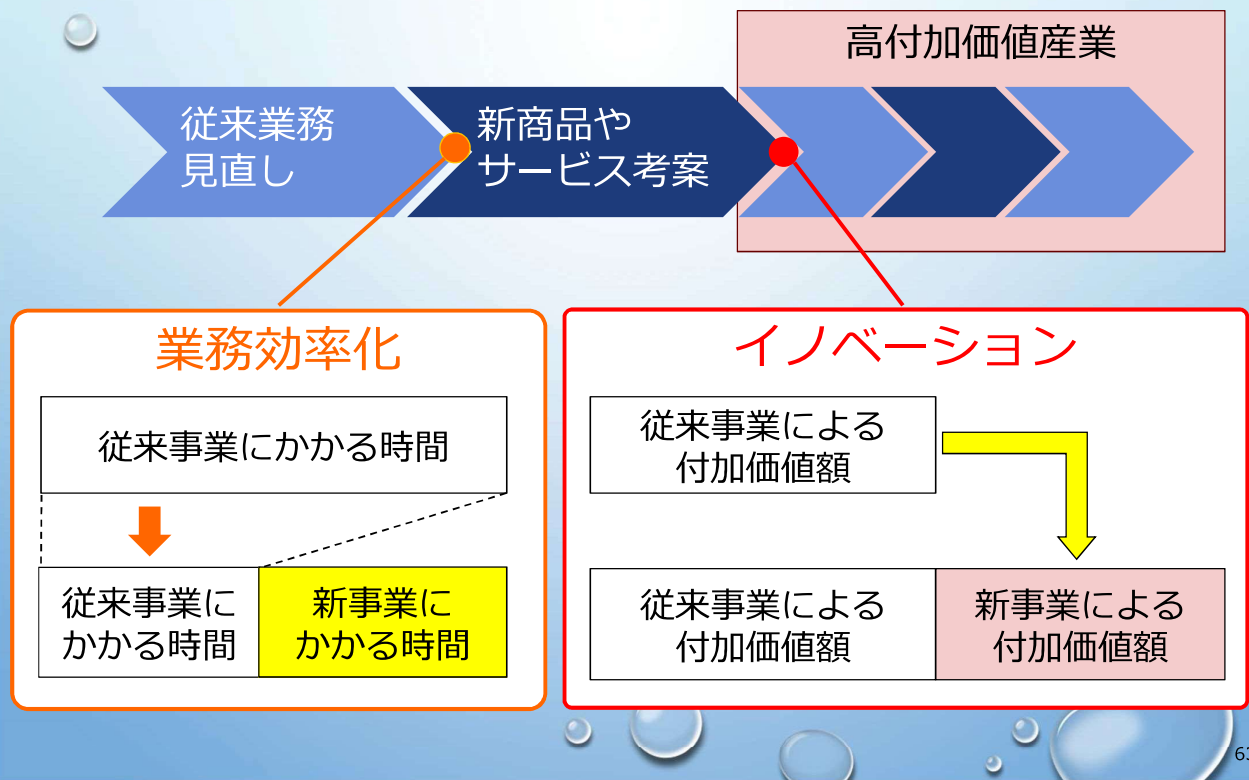 高付加価値産業
従来業務
見直し
新商品や
サービス考案
業務効率化
従来事業にかかる時間
従来事業に
かかる時間
新事業に
かかる時間
イノベーション
従来事業による
付加価値額
従来事業による
付加価値額
新事業による
付加価値額